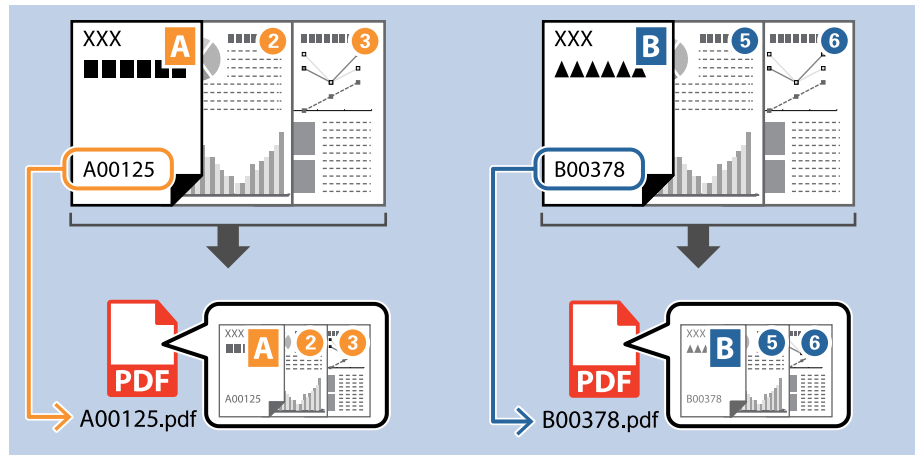 XXX
A
2
3
A00125
XXX
B
5
6
B00378
PDF
XXX
A
2
3
A00125
A00125.pdf
PDF
XXX
B
5
6
B00378
B00378.pdf